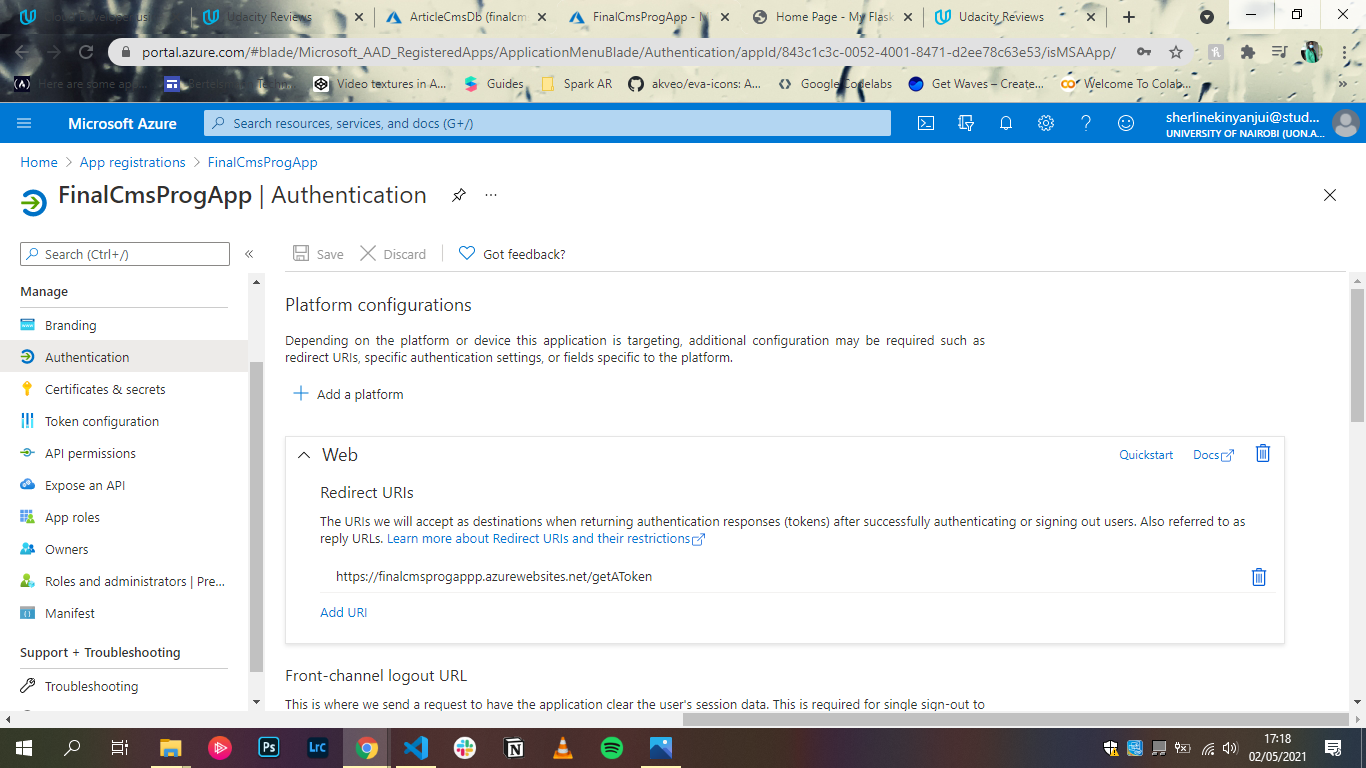 Udacity Reviews
ArticleCmsDb (finalcm
FinalCmsProgApp - M
Home Page - My Flask
Udacity Reviews
portal.azure.com/#blade/Microsoft_AAD_RegisteredApps/ApplicationMenuBlade/Authentication/appId/843c1c3c-0052-4001-8471-d2ee78c63e53/isMSAApp/
Here are some app...
Video textures in A...
Guides
Spark AR
akveo/eva-icons: A...
Google Codelabs
Get Waves – Create...
Welcome To Colab...
Microsoft Azure
Search resources, services, and docs (G+/)
sherlinekinyanjui@stud...
UNIVERSITY OF NAIROBI (UON.A...
Home > App registrations > FinalCmsProgApp
FinalCmsProgApp | Authentication
Search (Ctrl+/)
Save
Discard
Got feedback?
Manage
Branding
Authentication
Certificates & secrets
Token configuration
API permissions
Expose an API
App roles
Owners
Roles and administrators | Pre...
Manifest
Support + Troubleshooting
Troubleshooting
Platform configurations
Depending on the platform or device this application is targeting, additional configuration may be required such as
redirect URIs, specific authentication settings, or fields specific to the platform.
Add a platform
Web
Quickstart
Docs
Redirect URIs
The URIs we will accept as destinations when returning authentication responses (tokens) after successfully authenticating or signing out users. Also referred to as
reply URLs. Learn more about Redirect URIs and their restrictions
https://finalcmsprogappp.azurewebsites.net/getAToken
Add URI
Front-channel logout URL
This is where we send a request to have the application clear the user's session data. This is required for single sign-out to
Ps
Lrc
17:18
02/05/2021